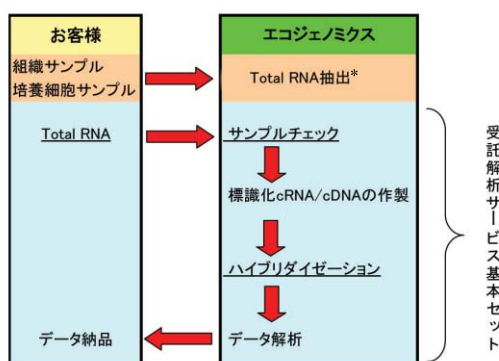 お客様
エコジェノミクス
組織サンプル
培養細胞サンプル
Total RNA抽出*
Total RNA
サンプルチェック
標識化cRNA/cDNAの作製
ハイブリダイゼーション
データ納品
データ解析
受託解析サービス基本セット